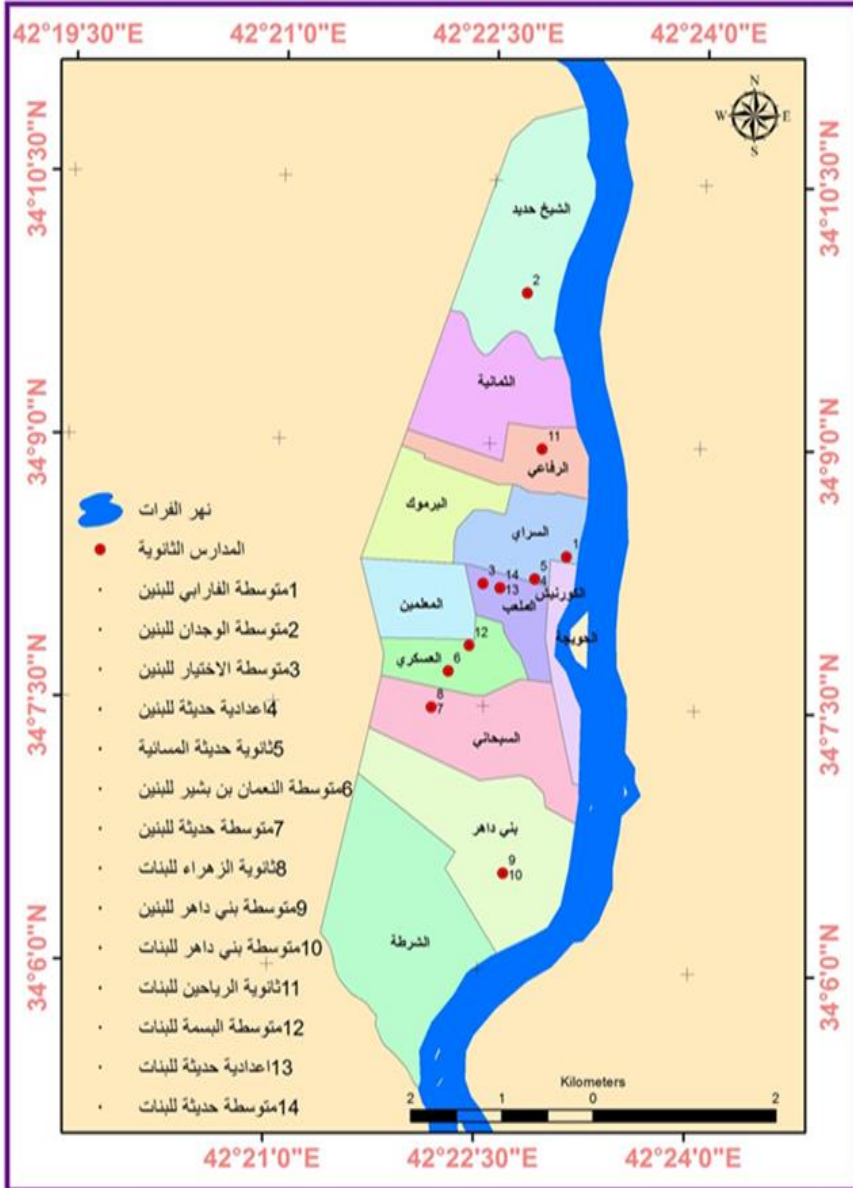 42°19'30"E 42°21'0"E 42°22'30"E 42°24'0"E
34°10'30"N
34°9'0"N
34°7'30"N
34°6'0"N
34°10'30"N
34°9'0"N
34°7'30"N
34°6'0"N
N
W E
S
الشيخ حديد
2
الثمانية
11
الرفاعي
اليرموك
السراي
1
5
4
الكورنيش
3
14
13
الملعب
المعلمين
الحويجة
12
العسكري
6
8
7
السبحاني
بني داهر
9
10
الشرطة
نهر الفرات
المدارس الثانوية
1متوسطة الفارابي للبنين
2متوسطة الوجدان للبنين
3متوسطة الاختيار للبنين
4اعدادية حديثة للبنين
5ثانوية حديثة المسائية
6متوسطة النعمان بن بشير للبنين
7متوسطة حديثة للبنين
8ثانوية الزهراء للبنات
9متوسطة بني داهر للبنين
10متوسطة بني داهر للبنات
11ثانوية الرياحين للبنات
12متوسطة البسمة للبنات
13اعدادية حديثة للبنات
14متوسطة حديثة للبنات
Kilometers
2 1 0 2
42°21'0"E 42°22'30"E 42°24'0"E